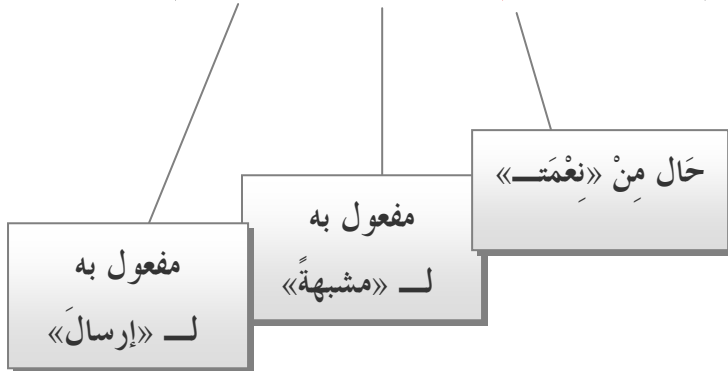 حَال مِنْ «نِعْمَتـــ»
مفعول به
لـــ «مشبهةً»
مفعول به
لـــ «إرسالَ»